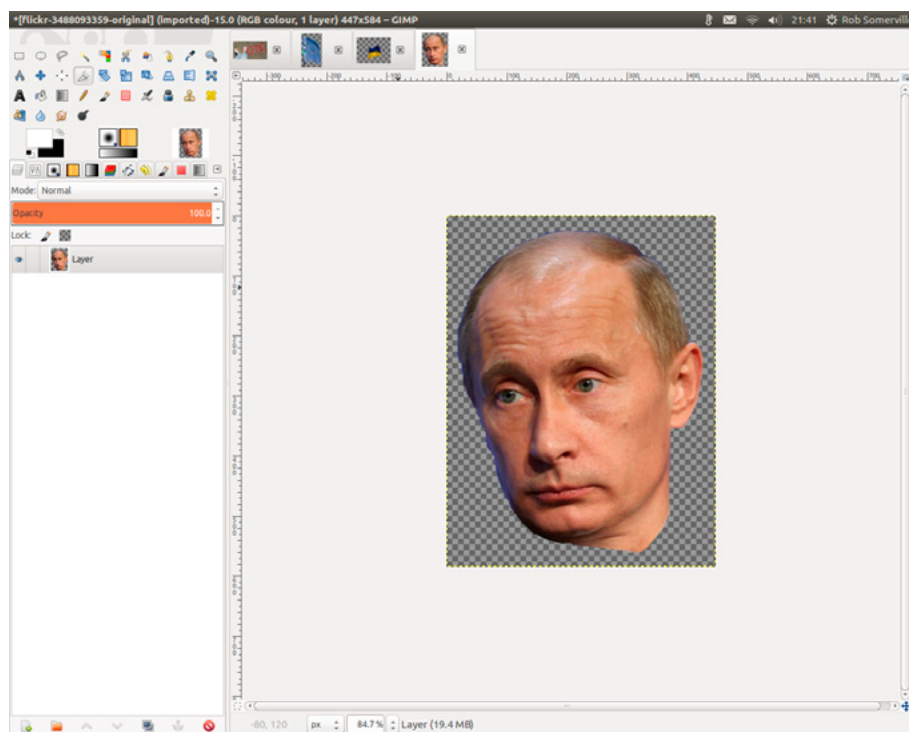 *[flickr-3488093359-original] (imported)-15.0 (RGB colour, 1 layer) 447x584 – GIMP
21:41 Rob Somerville
Mode: Normal
Opacity 100.0
Lock:
Layer
-80, 120 px 84.7% Layer (19.4 MB)